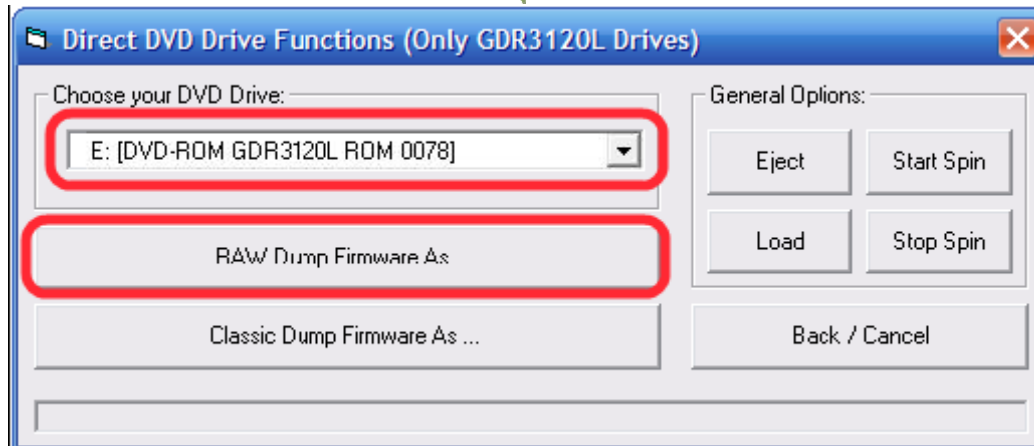 Direct DVD Drive Functions (Only GDR3120L Drives)
Choose your DVD Drive:
E: [DVD-ROM GDR3120L ROM 0078]
RAW Dump Firmware As
Classic Dump Firmware As ...
General Options:
Eject
Start Spin
Load
Stop Spin
Back / Cancel